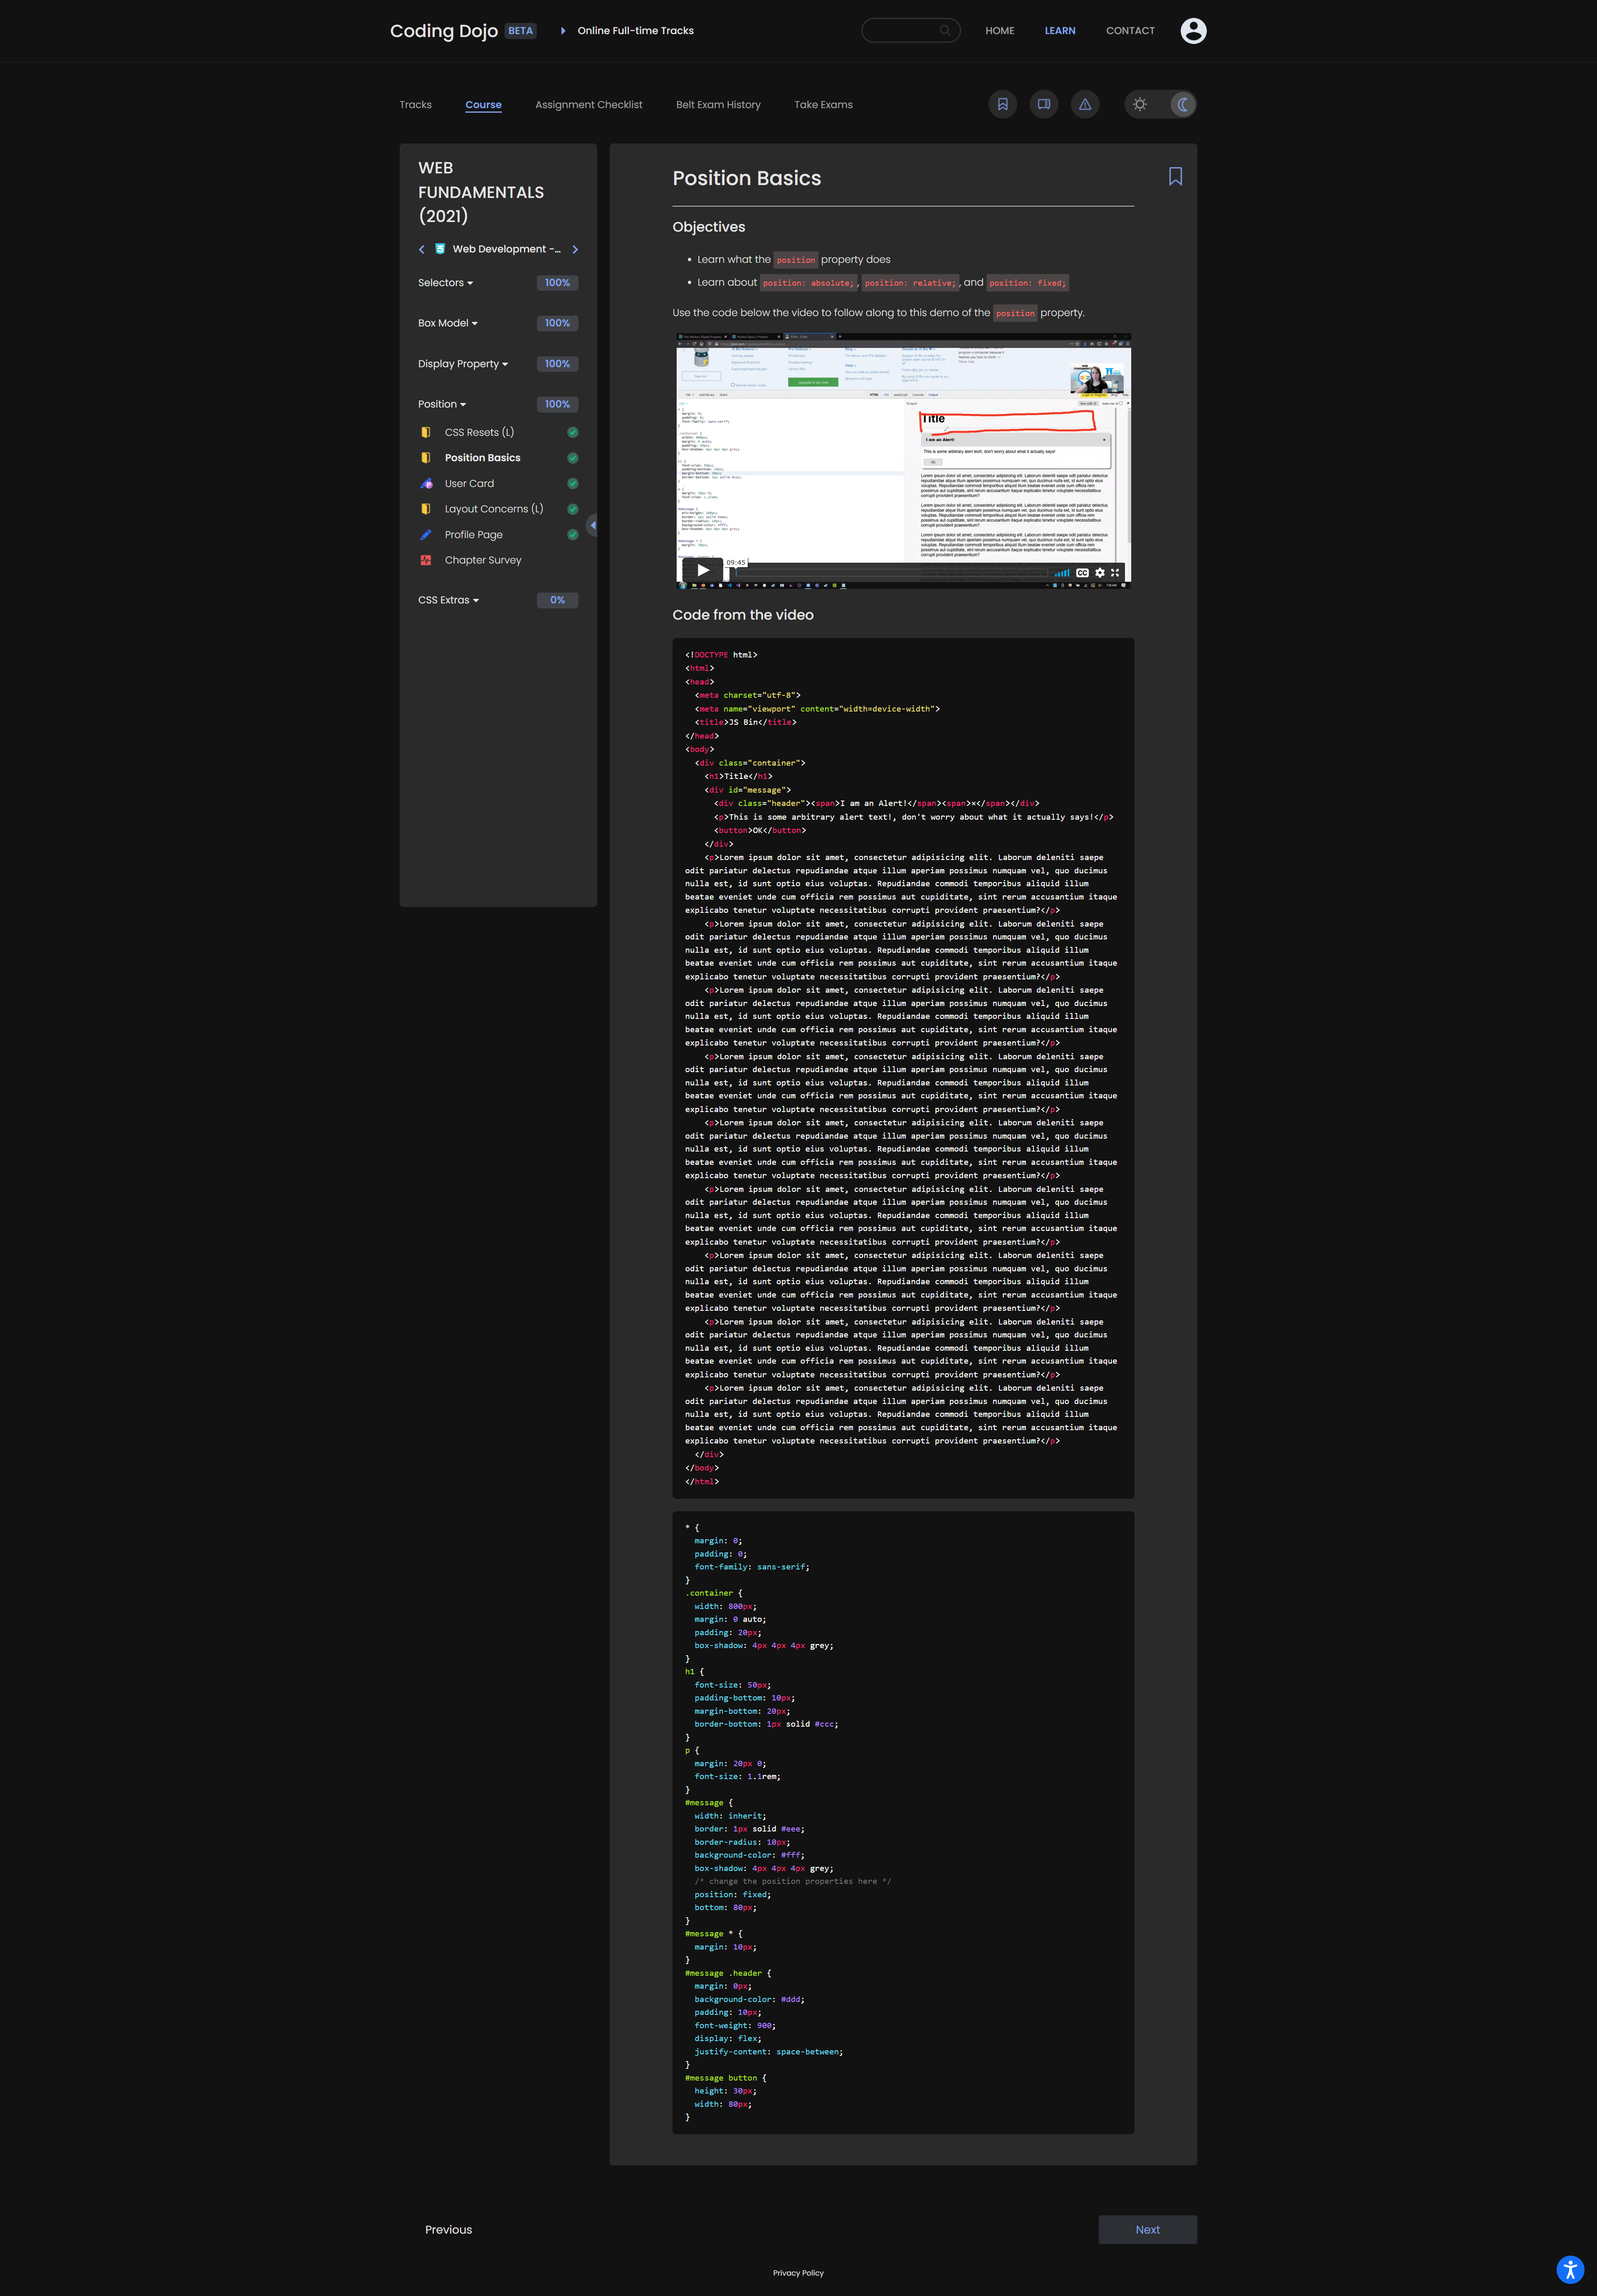 Coding Dojo BETA
Online Full-time Tracks
HOME
LEARN
CONTACT
Tracks
Course
Assignment Checklist
Belt Exam History
Take Exams
WEB
FUNDAMENTALS
(2021)
Web Development -...
Selectors 100%
Box Model 100%
Display Property 100%
Position 100%
CSS Resets (L)
Position Basics
User Card
Layout Concerns (L)
Profile Page
Chapter Survey
CSS Extras 0%
Position Basics
Objectives
Learn what the position property does
Learn about position: absolute;, position: relative;, and position: fixed;
Use the code below the video to follow along to this demo of the position property.
Title
I am an Alert!
This is some arbitrary alert text!, don't worry about what it actually says!
OK
09:45
CC
Code from the video
<!DOCTYPE html>
<html>
<head>
  <meta charset="utf-8">
  <meta name="viewport" content="width=device-width">
  <title>JS Bin</title>
</head>
<body>
  <div class="container">
    <h1>Title</h1>
    <div id="message">
      <div class="header"><span>I am an Alert!</span><span>×</span></div>
      <p>This is some arbitrary alert text!, don't worry about what it actually says!</p>
      <button>OK</button>
    </div>
    <p>Lorem ipsum dolor sit amet, consectetur adipisicing elit. Laborum deleniti saepe
odit pariatur delectus repudiandae atque illum aperiam possimus numquam vel, quo ducimus
nulla est, id sunt optio eius voluptas. Repudiandae commodi temporibus aliquid illum
beatae eveniet unde cum officia rem possimus aut cupiditate, sint rerum accusantium itaque
explicabo tenetur voluptate necessitatibus corrupti provident praesentium?</p>
    <p>Lorem ipsum dolor sit amet, consectetur adipisicing elit. Laborum deleniti saepe
odit pariatur delectus repudiandae atque illum aperiam possimus numquam vel, quo ducimus
nulla est, id sunt optio eius voluptas. Repudiandae commodi temporibus aliquid illum
beatae eveniet unde cum officia rem possimus aut cupiditate, sint rerum accusantium itaque
explicabo tenetur voluptate necessitatibus corrupti provident praesentium?</p>
    <p>Lorem ipsum dolor sit amet, consectetur adipisicing elit. Laborum deleniti saepe
odit pariatur delectus repudiandae atque illum aperiam possimus numquam vel, quo ducimus
nulla est, id sunt optio eius voluptas. Repudiandae commodi temporibus aliquid illum
beatae eveniet unde cum officia rem possimus aut cupiditate, sint rerum accusantium itaque
explicabo tenetur voluptate necessitatibus corrupti provident praesentium?</p>
    <p>Lorem ipsum dolor sit amet, consectetur adipisicing elit. Laborum deleniti saepe
odit pariatur delectus repudiandae atque illum aperiam possimus numquam vel, quo ducimus
nulla est, id sunt optio eius voluptas. Repudiandae commodi temporibus aliquid illum
beatae eveniet unde cum officia rem possimus aut cupiditate, sint rerum accusantium itaque
explicabo tenetur voluptate necessitatibus corrupti provident praesentium?</p>
    <p>Lorem ipsum dolor sit amet, consectetur adipisicing elit. Laborum deleniti saepe
odit pariatur delectus repudiandae atque illum aperiam possimus numquam vel, quo ducimus
nulla est, id sunt optio eius voluptas. Repudiandae commodi temporibus aliquid illum
beatae eveniet unde cum officia rem possimus aut cupiditate, sint rerum accusantium itaque
explicabo tenetur voluptate necessitatibus corrupti provident praesentium?</p>
    <p>Lorem ipsum dolor sit amet, consectetur adipisicing elit. Laborum deleniti saepe
odit pariatur delectus repudiandae atque illum aperiam possimus numquam vel, quo ducimus
nulla est, id sunt optio eius voluptas. Repudiandae commodi temporibus aliquid illum
beatae eveniet unde cum officia rem possimus aut cupiditate, sint rerum accusantium itaque
explicabo tenetur voluptate necessitatibus corrupti provident praesentium?</p>
    <p>Lorem ipsum dolor sit amet, consectetur adipisicing elit. Laborum deleniti saepe
odit pariatur delectus repudiandae atque illum aperiam possimus numquam vel, quo ducimus
nulla est, id sunt optio eius voluptas. Repudiandae commodi temporibus aliquid illum
beatae eveniet unde cum officia rem possimus aut cupiditate, sint rerum accusantium itaque
explicabo tenetur voluptate necessitatibus corrupti provident praesentium?</p>
    <p>Lorem ipsum dolor sit amet, consectetur adipisicing elit. Laborum deleniti saepe
odit pariatur delectus repudiandae atque illum aperiam possimus numquam vel, quo ducimus
nulla est, id sunt optio eius voluptas. Repudiandae commodi temporibus aliquid illum
beatae eveniet unde cum officia rem possimus aut cupiditate, sint rerum accusantium itaque
explicabo tenetur voluptate necessitatibus corrupti provident praesentium?</p>
    <p>Lorem ipsum dolor sit amet, consectetur adipisicing elit. Laborum deleniti saepe
odit pariatur delectus repudiandae atque illum aperiam possimus numquam vel, quo ducimus
nulla est, id sunt optio eius voluptas. Repudiandae commodi temporibus aliquid illum
beatae eveniet unde cum officia rem possimus aut cupiditate, sint rerum accusantium itaque
explicabo tenetur voluptate necessitatibus corrupti provident praesentium?</p>
  </div>
</body>
</html>
* {
  margin: 0;
  padding: 0;
  font-family: sans-serif;
}
.container {
  width: 800px;
  margin: 0 auto;
  padding: 20px;
  box-shadow: 4px 4px 4px grey;
}
h1 {
  font-size: 50px;
  padding-bottom: 10px;
  margin-bottom: 20px;
  border-bottom: 1px solid #ccc;
}
p {
  margin: 20px 0;
  font-size: 1.1rem;
}
#message {
  width: inherit;
  border: 1px solid #eee;
  border-radius: 10px;
  background-color: #fff;
  box-shadow: 4px 4px 4px grey;
  /* change the position properties here */
  position: fixed;
  bottom: 80px;
}
#message * {
  margin: 10px;
}
#message .header {
  margin: 0px;
  background-color: #ddd;
  padding: 10px;
  font-weight: 900;
  display: flex;
  justify-content: space-between;
}
#message button {
  height: 30px;
  width: 80px;
}
Previous
Next
Privacy Policy